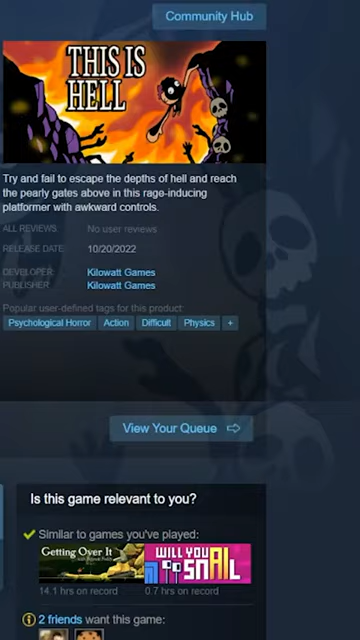 Community Hub
THIS IS
HELL
Try and fail to escape the depths of hell and reach
the pearly gates above in this rage-inducing
platformer with awkward controls.
ALL REVIEWS: No user reviews
RELEASE DATE: 10/20/2022
DEVELOPER: Kilowatt Games
PUBLISHER: Kilowatt Games
Popular user-defined tags for this product:
Psychological Horror Action Difficult Physics +
View Your Queue
Is this game relevant to you?
Similar to games you've played:
Getting Over It WILL YOU
SNAIL
14.1 hrs on record 0.7 hrs on record
2 friends want this game: